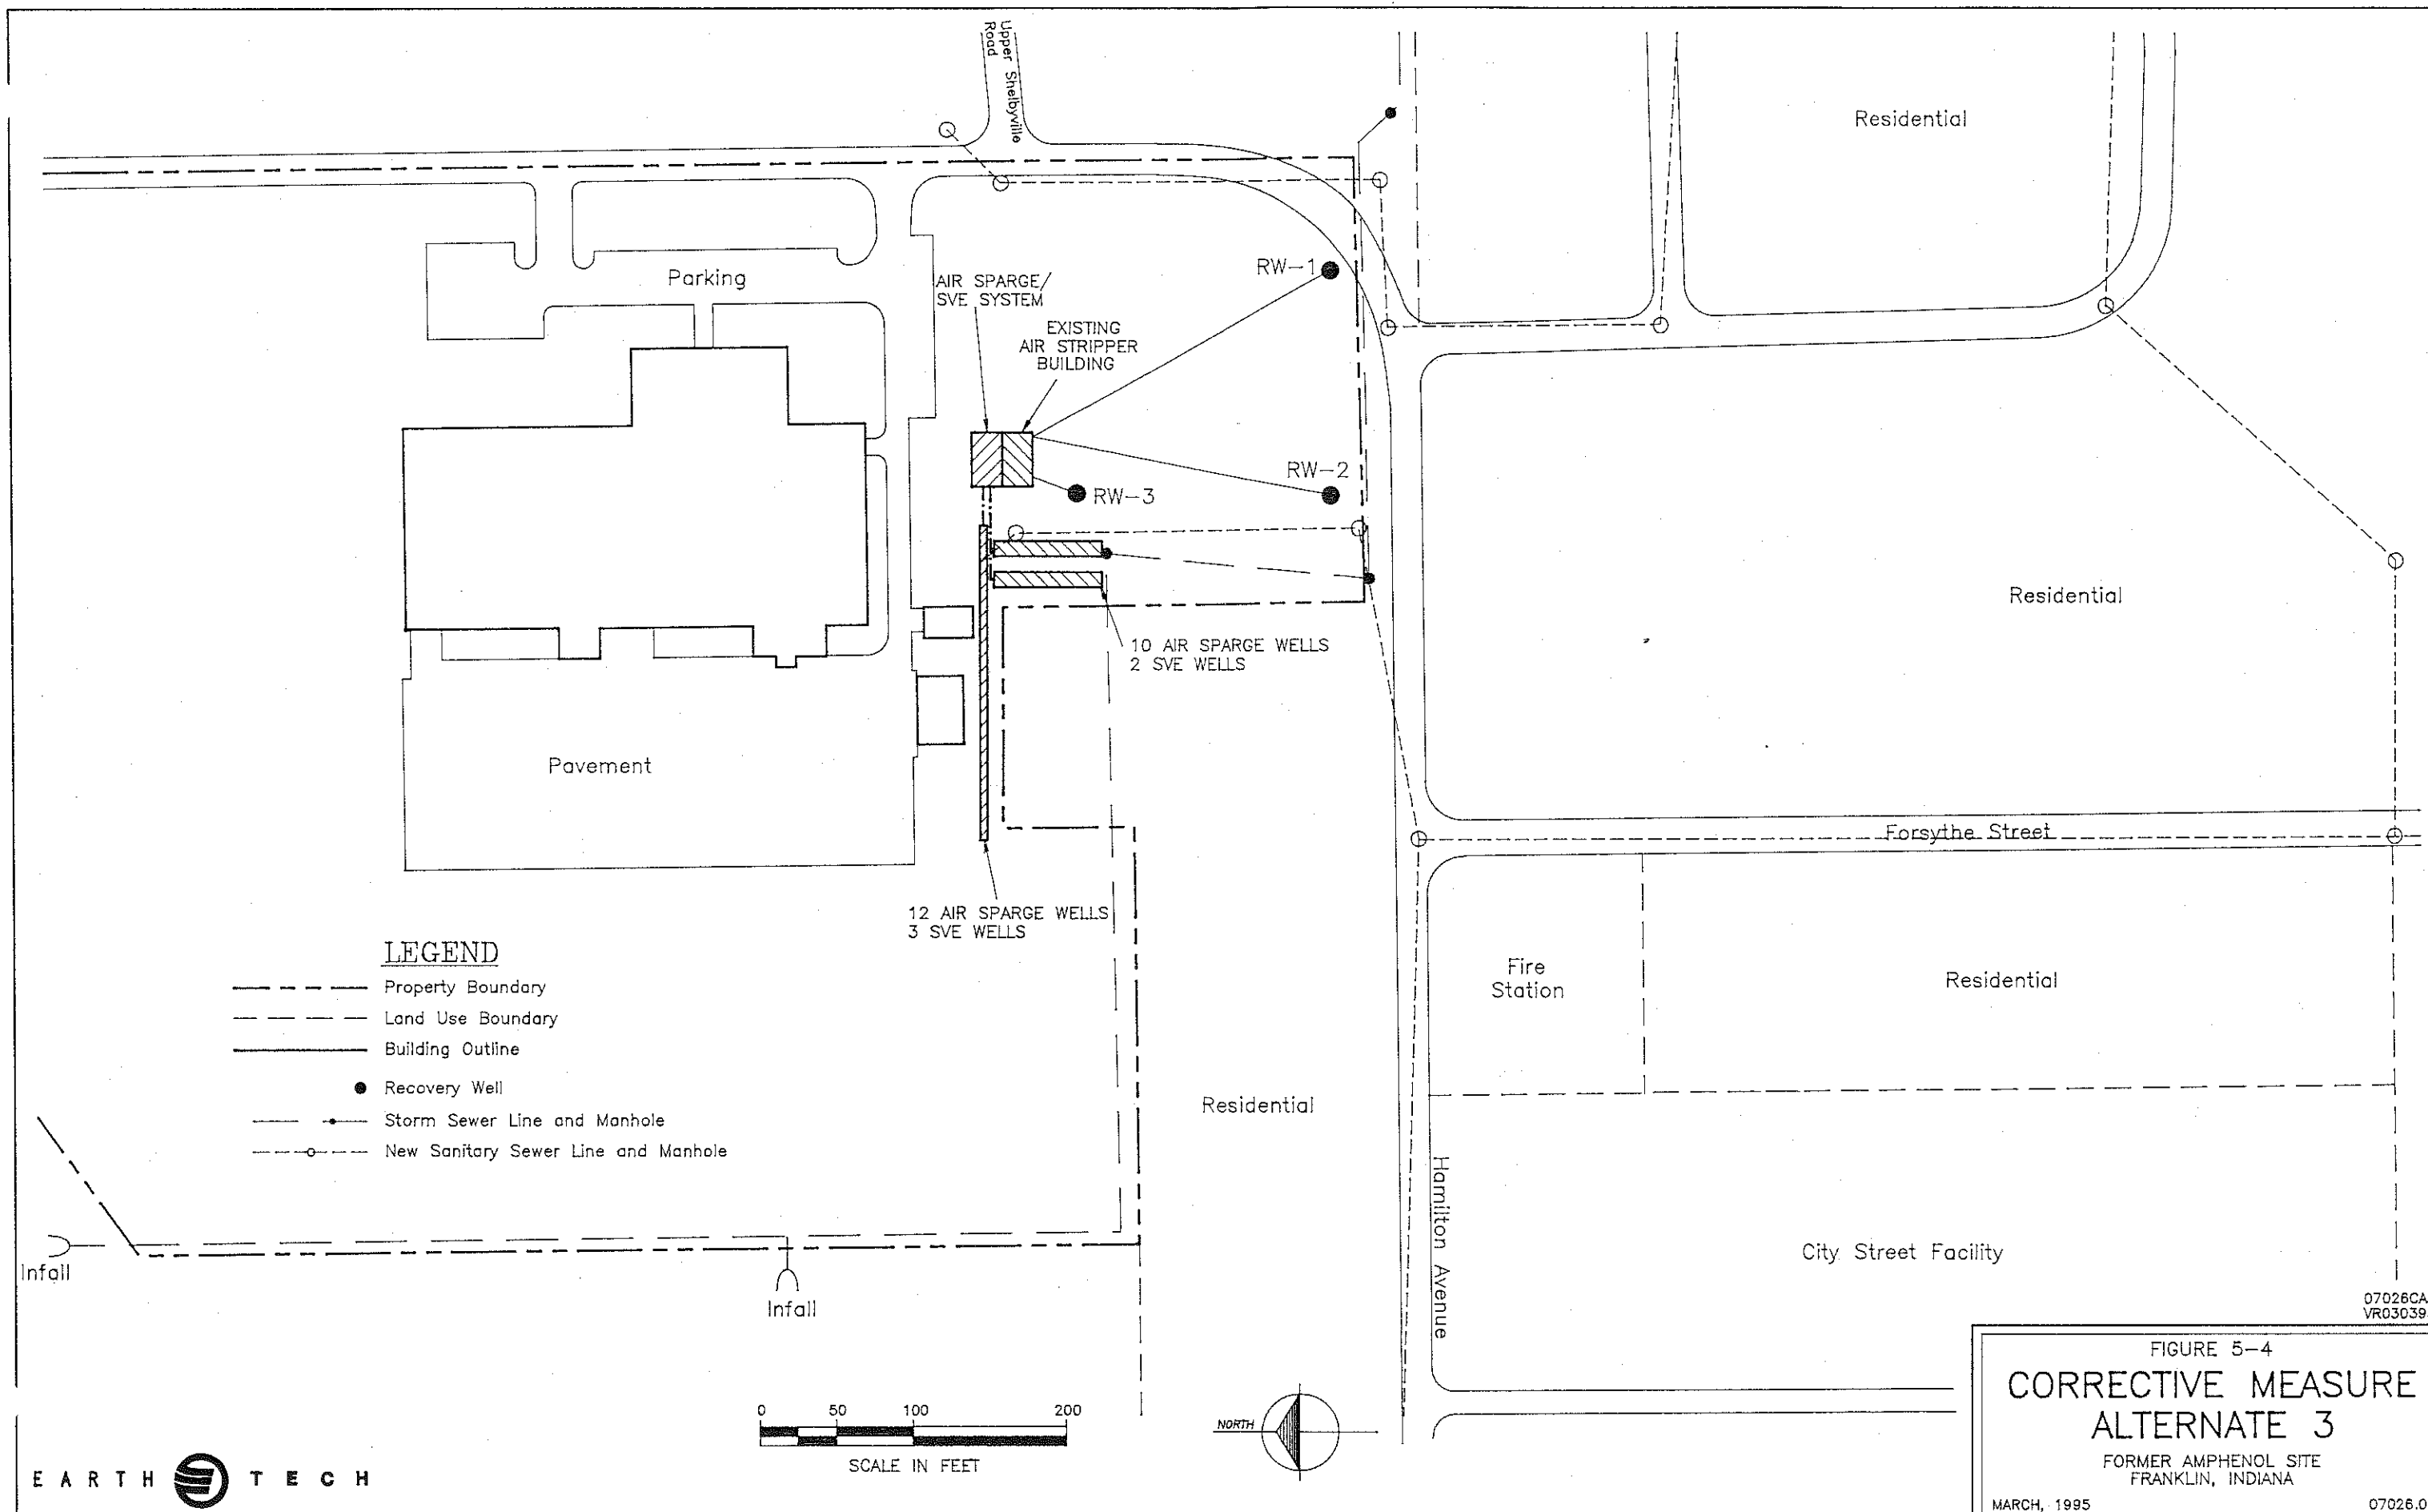 Upper Shelbyville
Road
Residential
Parking
AIR SPARGE/
SVE SYSTEM
EXISTING
AIR STRIPPER
BUILDING
RW-1
RW-2
RW-3
Residential
10 AIR SPARGE WELLS
2 SVE WELLS
Pavement
Forsythe Street
12 AIR SPARGE WELLS
3 SVE WELLS
LEGEND
Property Boundary
Land Use Boundary
Building Outline
Recovery Well
Storm Sewer Line and Manhole
New Sanitary Sewer Line and Manhole
Fire
Station
Residential
Residential
Hamilton Avenue
City Street Facility
Infall
Infall
07026CA
VR03039
0 50 100 200
SCALE IN FEET
NORTH
EARTH TECH
FIGURE 5-4
CORRECTIVE MEASURE
ALTERNATE 3
FORMER AMPHENOL SITE
FRANKLIN, INDIANA
MARCH, 1995 07026.0